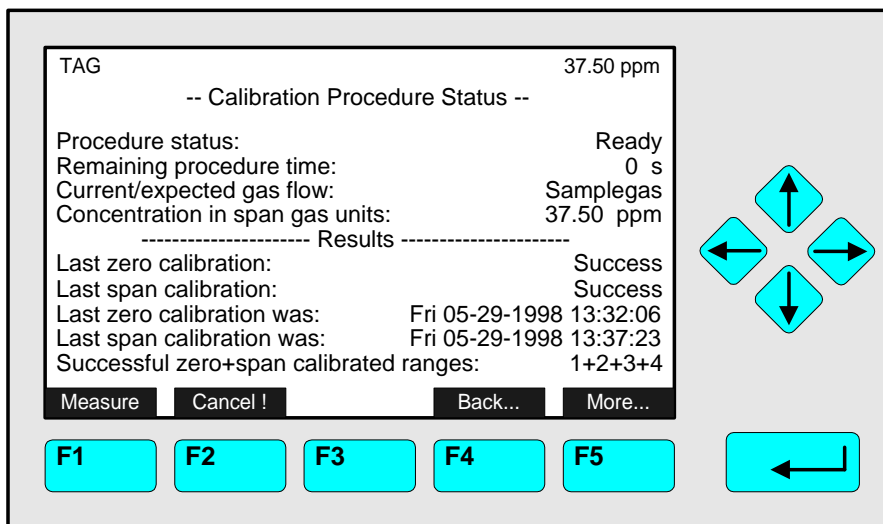 TAG 37.50 ppm
-- Calibration Procedure Status --
Procedure status: Ready
Remaining procedure time: 0 s
Current/expected gas flow: Samplegas
Concentration in span gas units: 37.50 ppm
---------------------- Results ----------------------
Last zero calibration: Success
Last span calibration: Success
Last zero calibration was: Fri 05-29-1998 13:32:06
Last span calibration was: Fri 05-29-1998 13:37:23
Successful zero+span calibrated ranges: 1+2+3+4
Measure Cancel ! Back... More...
F1 F2 F3 F4 F5